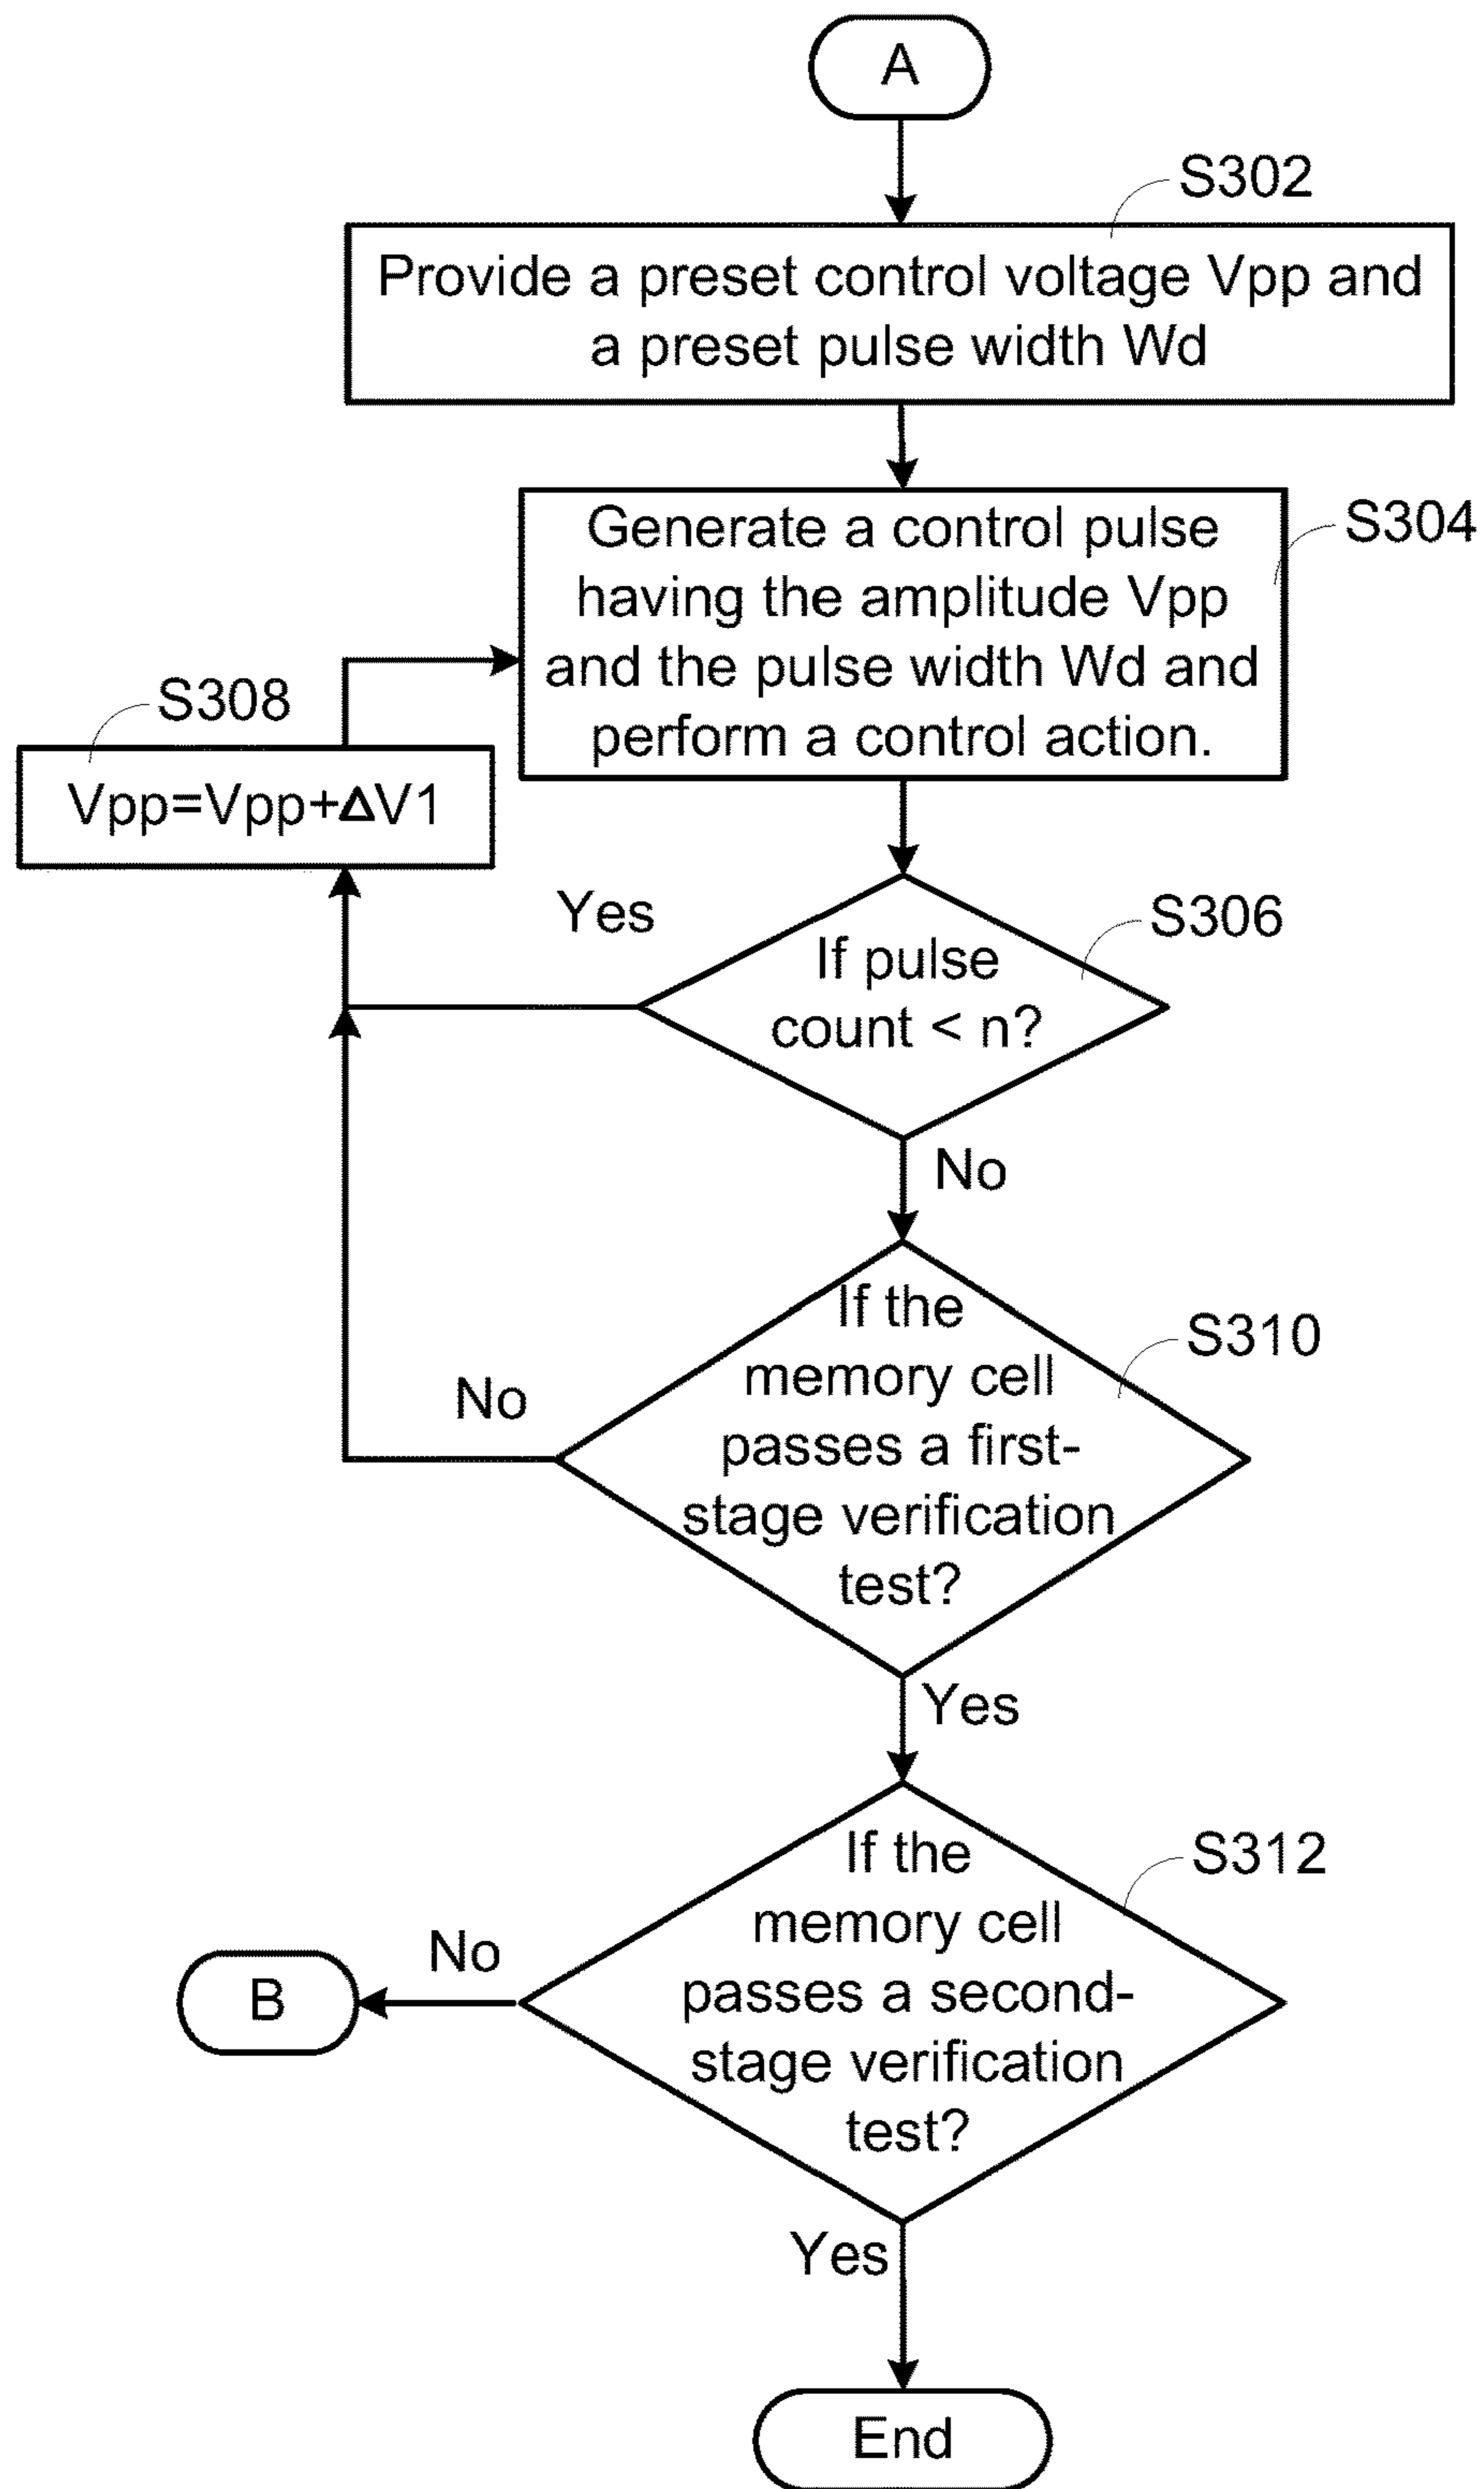 A
S302
Provide a preset control voltage Vpp and
a preset pulse width Wd
Generate a control pulse
having the amplitude Vpp
and the pulse width Wd and
perform a control action.
S304
S308
Vpp=Vpp+ΔV1
Yes
If pulse
count < n?
S306
No
If the
memory cell
passes a first-
stage verification
test?
S310
No
Yes
If the
memory cell
passes a second-
stage verification
test?
S312
No
B
Yes
End